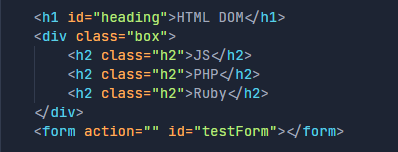 <h1 id="heading">HTML DOM</h1>
<div class="box">
    <h2 class="h2">JS</h2>
    <h2 class="h2">PHP</h2>
    <h2 class="h2">Ruby</h2>
</div>
<form action="" id="testForm"></form>